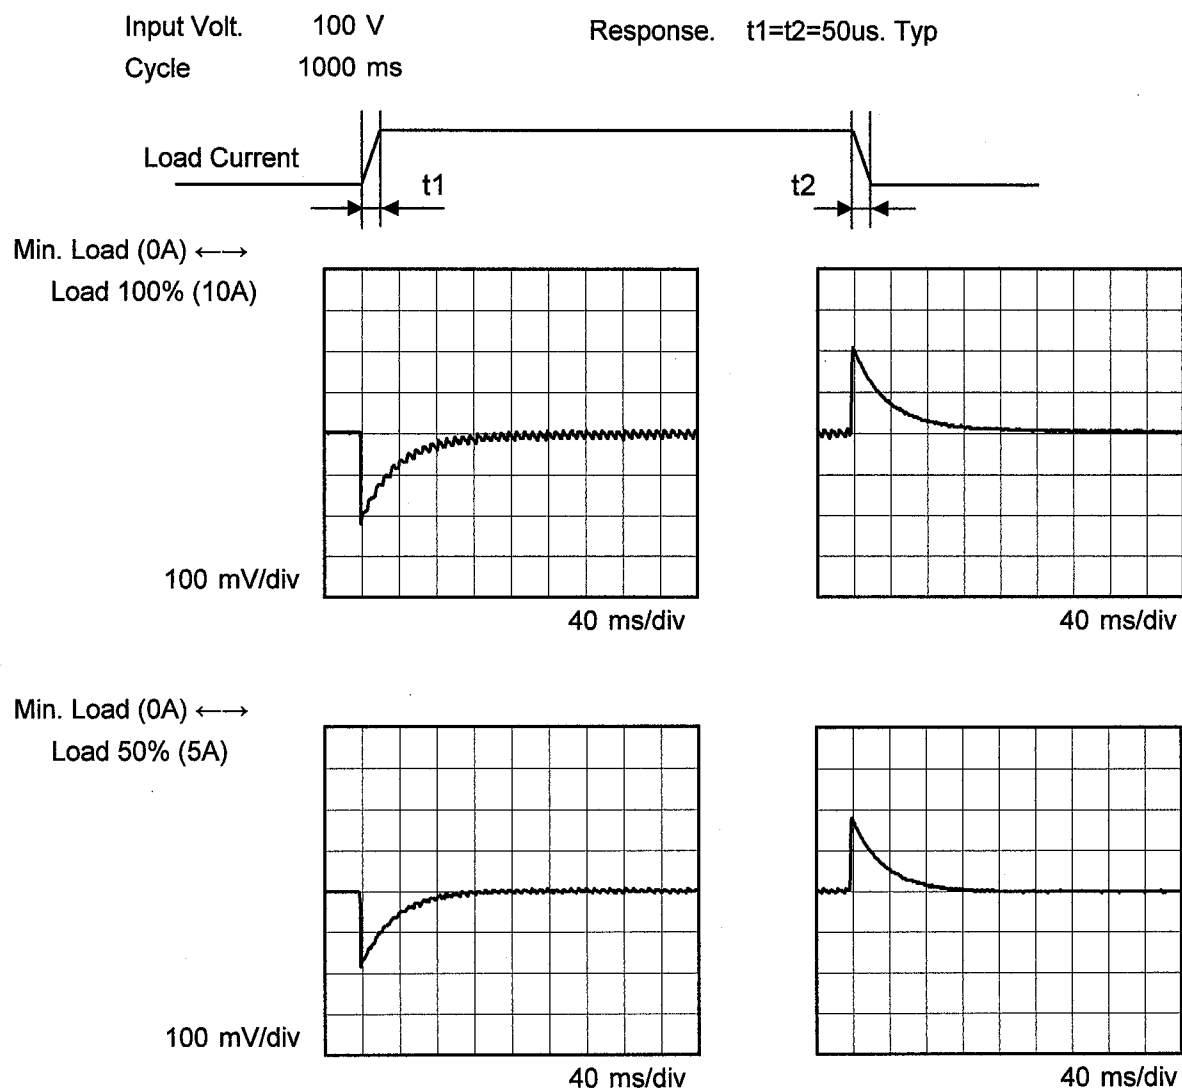 Input Volt. 100 V Response. t1=t2=50us. Typ
Cycle 1000 ms
Load Current
t1 t2
Min. Load (0A) ←→
Load 100% (10A)
100 mV/div
40 ms/div 40 ms/div
Min. Load (0A) ←→
Load 50% (5A)
100 mV/div
40 ms/div 40 ms/div